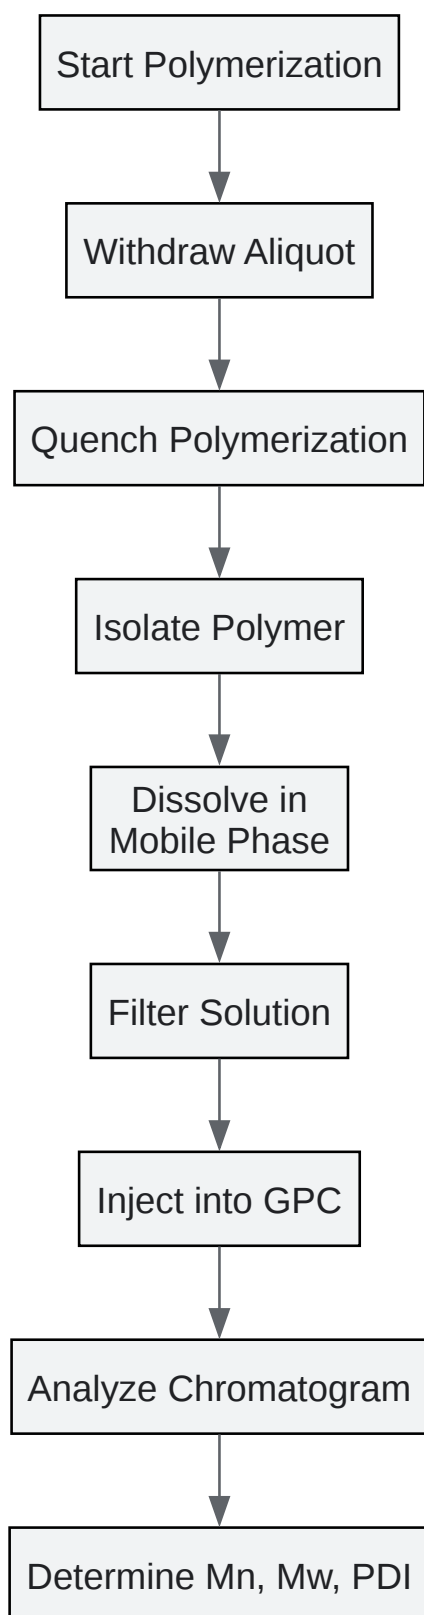 Start Polymerization
Withdraw Aliquot
Quench Polymerization
Isolate Polymer
Dissolve in
Mobile Phase
Filter Solution
Inject into GPC
Analyze Chromatogram
Determine Mn, Mw, PDI